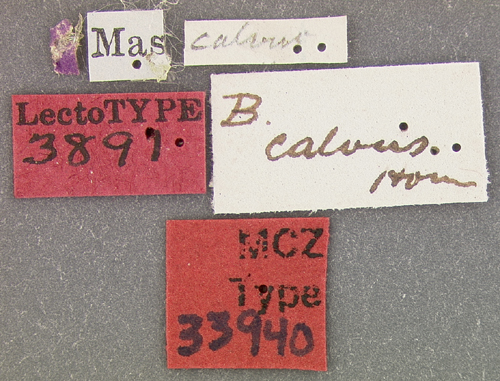 Mas
calvus
LectoTYPE
3891
B.
calvus.
Horn
MCZ
Type
33940